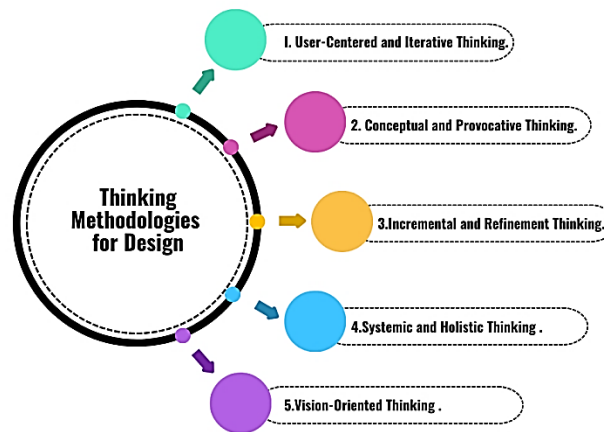 Thinking
Methodologies
for Design
1. User-Centered and Iterative Thinking.
2. Conceptual and Provocative Thinking.
3.Incremental and Refinement Thinking.
4.Systemic and Holistic Thinking .
5.Vision-Oriented Thinking .